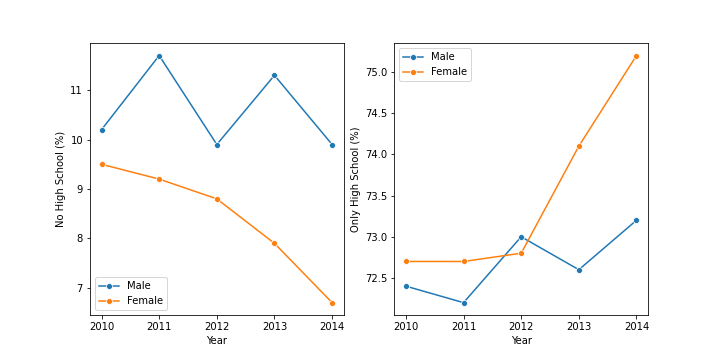 No High School (%)
11
10
9
8
7
Male
Female
2010 2011 2012 2013 2014
Year
Only High School (%)
75.0
74.5
74.0
73.5
73.0
72.5
Male
Female
2010 2011 2012 2013 2014
Year